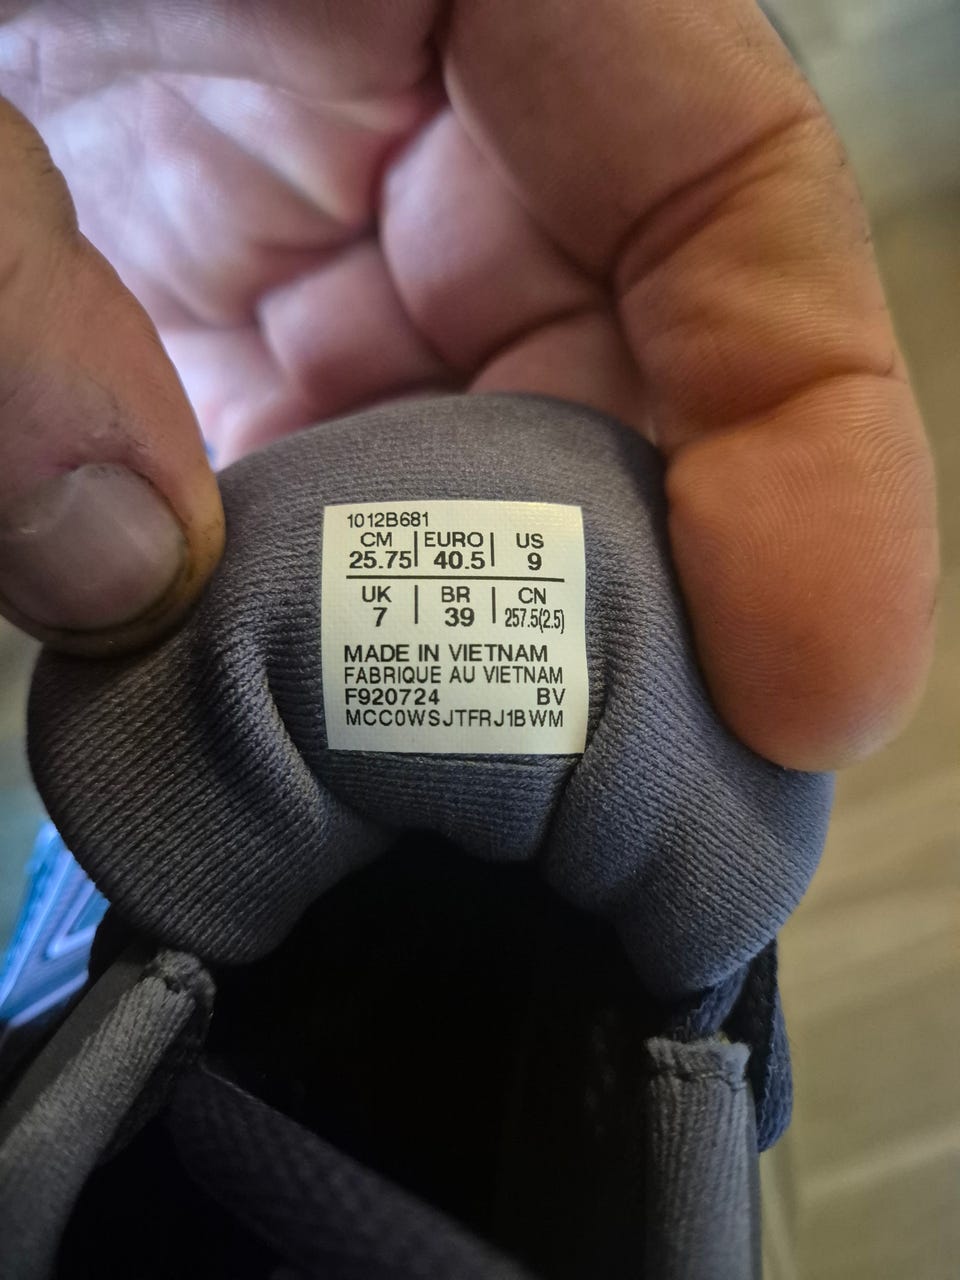 1012B681
CM | EURO | US
25.75 | 40.5 | 9
UK | BR | CN
7 | 39 | 257.5(2.5)
MADE IN VIETNAM
FABRIQUE AU VIETNAM
F920724 BV
MCC0WSJTFRJ1BWM